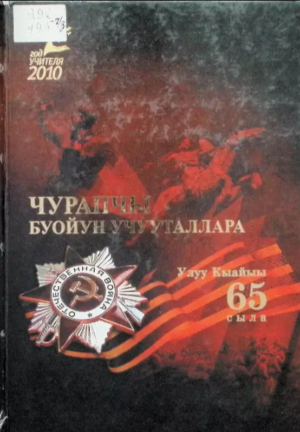 ГОД
УЧИТЕЛЯ
2010
ЧУРАПЧЫ
БУОЙУН УЧУУТАЛЛАРА
Улуу Кыайыы
65
сыла
ОТЕЧЕСТВЕННАЯ ВОЙНА